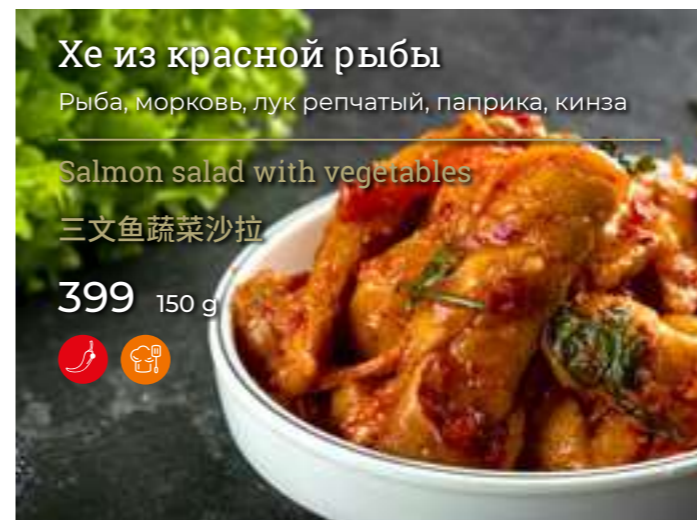 Хе из красной рыбы
Рыба, морковь, лук репчатый, паприка, кинза
Salmon salad with vegetables
三文鱼蔬菜沙拉
399 150 g